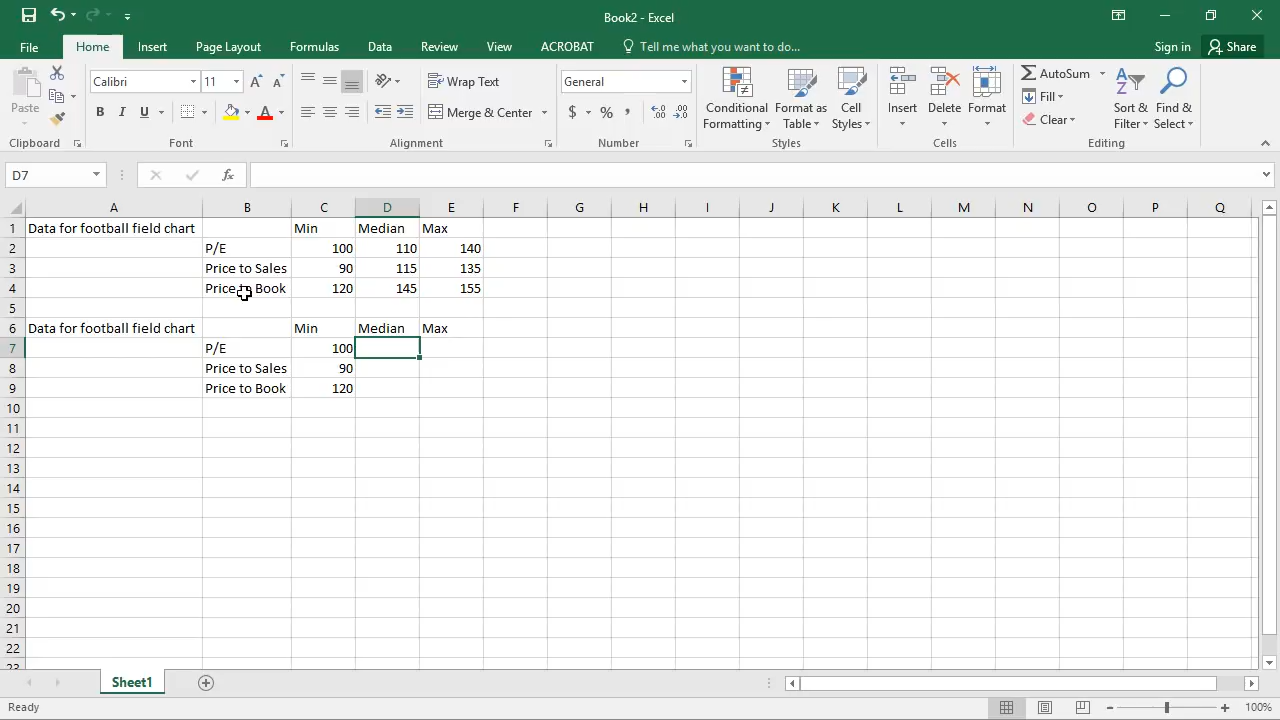 Book2 - Excel
File Home Insert Page Layout Formulas Data Review View ACROBAT Tell me what you want to do... Sign in Share
Paste Calibri 11 Wrap Text General AutoSum
B I U Merge & Center $ % , Conditional Formatting Format as Table Cell Styles Insert Delete Format Fill Clear Sort & Filter Find & Select
Clipboard Font Alignment Number Styles Cells Editing
D7 fx
A B C D E F G H I J K L M N O P Q
1 Data for football field chart Min Median Max
2 P/E 100 110 140
3 Price to Sales 90 115 135
4 Price to Book 120 145 155
5
6 Data for football field chart Min Median Max
7 P/E 100
8 Price to Sales 90
9 Price to Book 120
10
11
12
13
14
15
16
17
18
19
20
21
22
23
Sheet1
Ready 100%